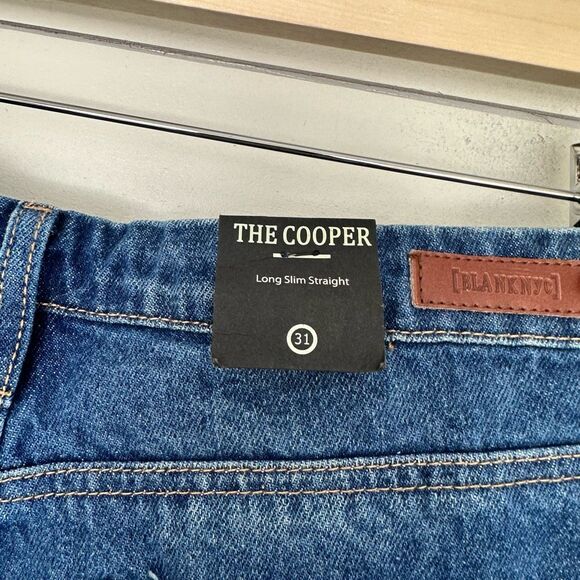 THE COOPER
Long Slim Straight
31
[BLANKNYC]